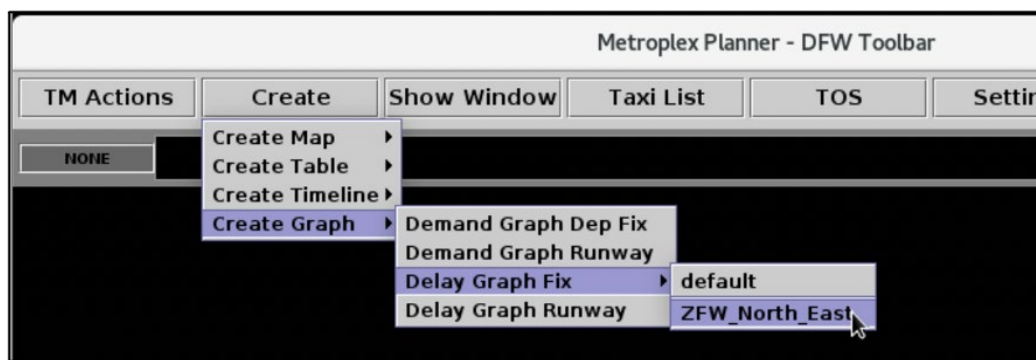 Metroplex Planner - DFW Toolbar
TM Actions Create Show Window Taxi List TOS
NONE
Create Map
Create Table
Create Timeline
Create Graph
Demand Graph Dep Fix
Demand Graph Runway
Delay Graph Fix
Delay Graph Runway
default
ZFW_North_East